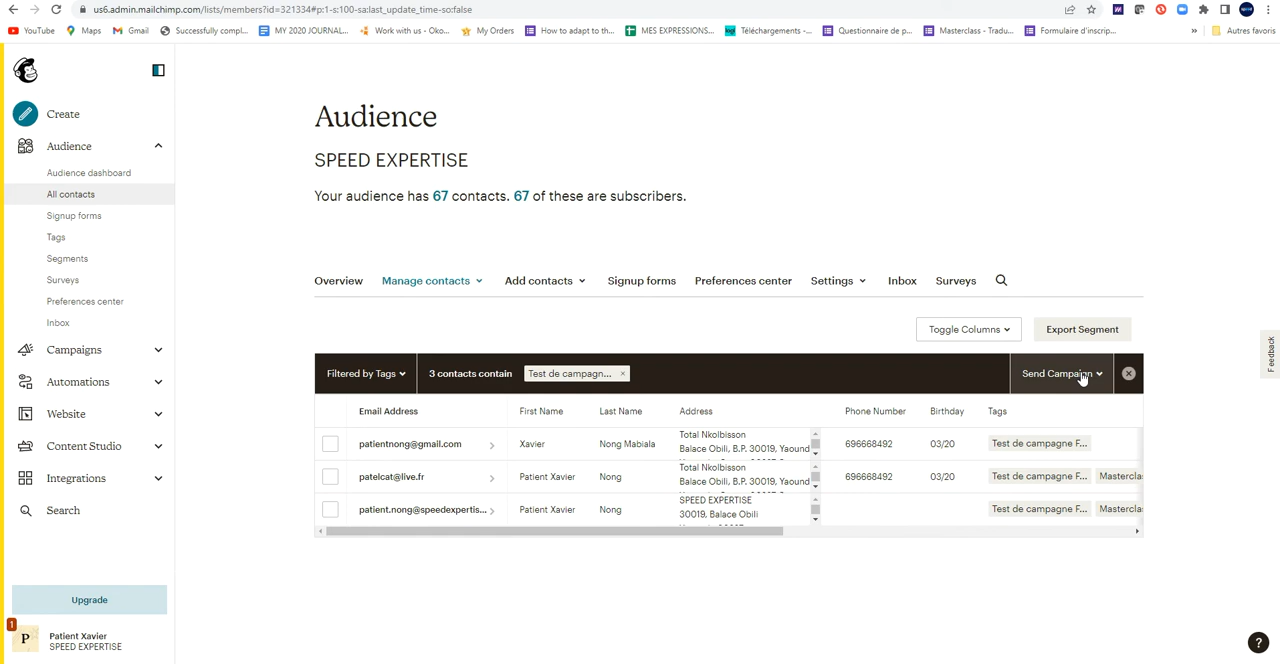 us6.admin.mailchimp.com/lists/members?id=321334#p:1-s:100-sa:last_update_time-so:false
YouTube Maps Gmail Successfully compl... MY 2020 JOURNAL... Work with us - Oko... My Orders How to adapt to th... MES EXPRESSIONS... Téléchargements -... Questionnaire de p... Masterclass - Tradu... Formulaire d'inscrip... » Autres favoris
Create
Audience
Audience dashboard
All contacts
Signup forms
Tags
Segments
Surveys
Preferences center
Inbox
Campaigns
Automations
Website
Content Studio
Integrations
Search
Upgrade
1
P
Patient Xavier
SPEED EXPERTISE
Audience
SPEED EXPERTISE
Your audience has 67 contacts. 67 of these are subscribers.
Overview Manage contacts Add contacts Signup forms Preferences center Settings Inbox Surveys
Toggle Columns Export Segment
Filtered by Tags 3 contacts contain Test de campagn... × Send Campaign
Email Address First Name Last Name Address Phone Number Birthday Tags
patientnong@gmail.com Xavier Nong Mabiala Total Nkolbisson 696668492 03/20 Test de campagne F...
Balace Obili, B.P. 30019, Yaound
patelcat@live.fr Patient Xavier Nong Total Nkolbisson 696668492 03/20 Test de campagne F... Masterclas
Balace Obili, B.P. 30019, Yaound
patient.nong@speedexpertis... Patient Xavier Nong SPEED EXPERTISE Test de campagne F... Masterclas
30019, Balace Obili
Feedback
?